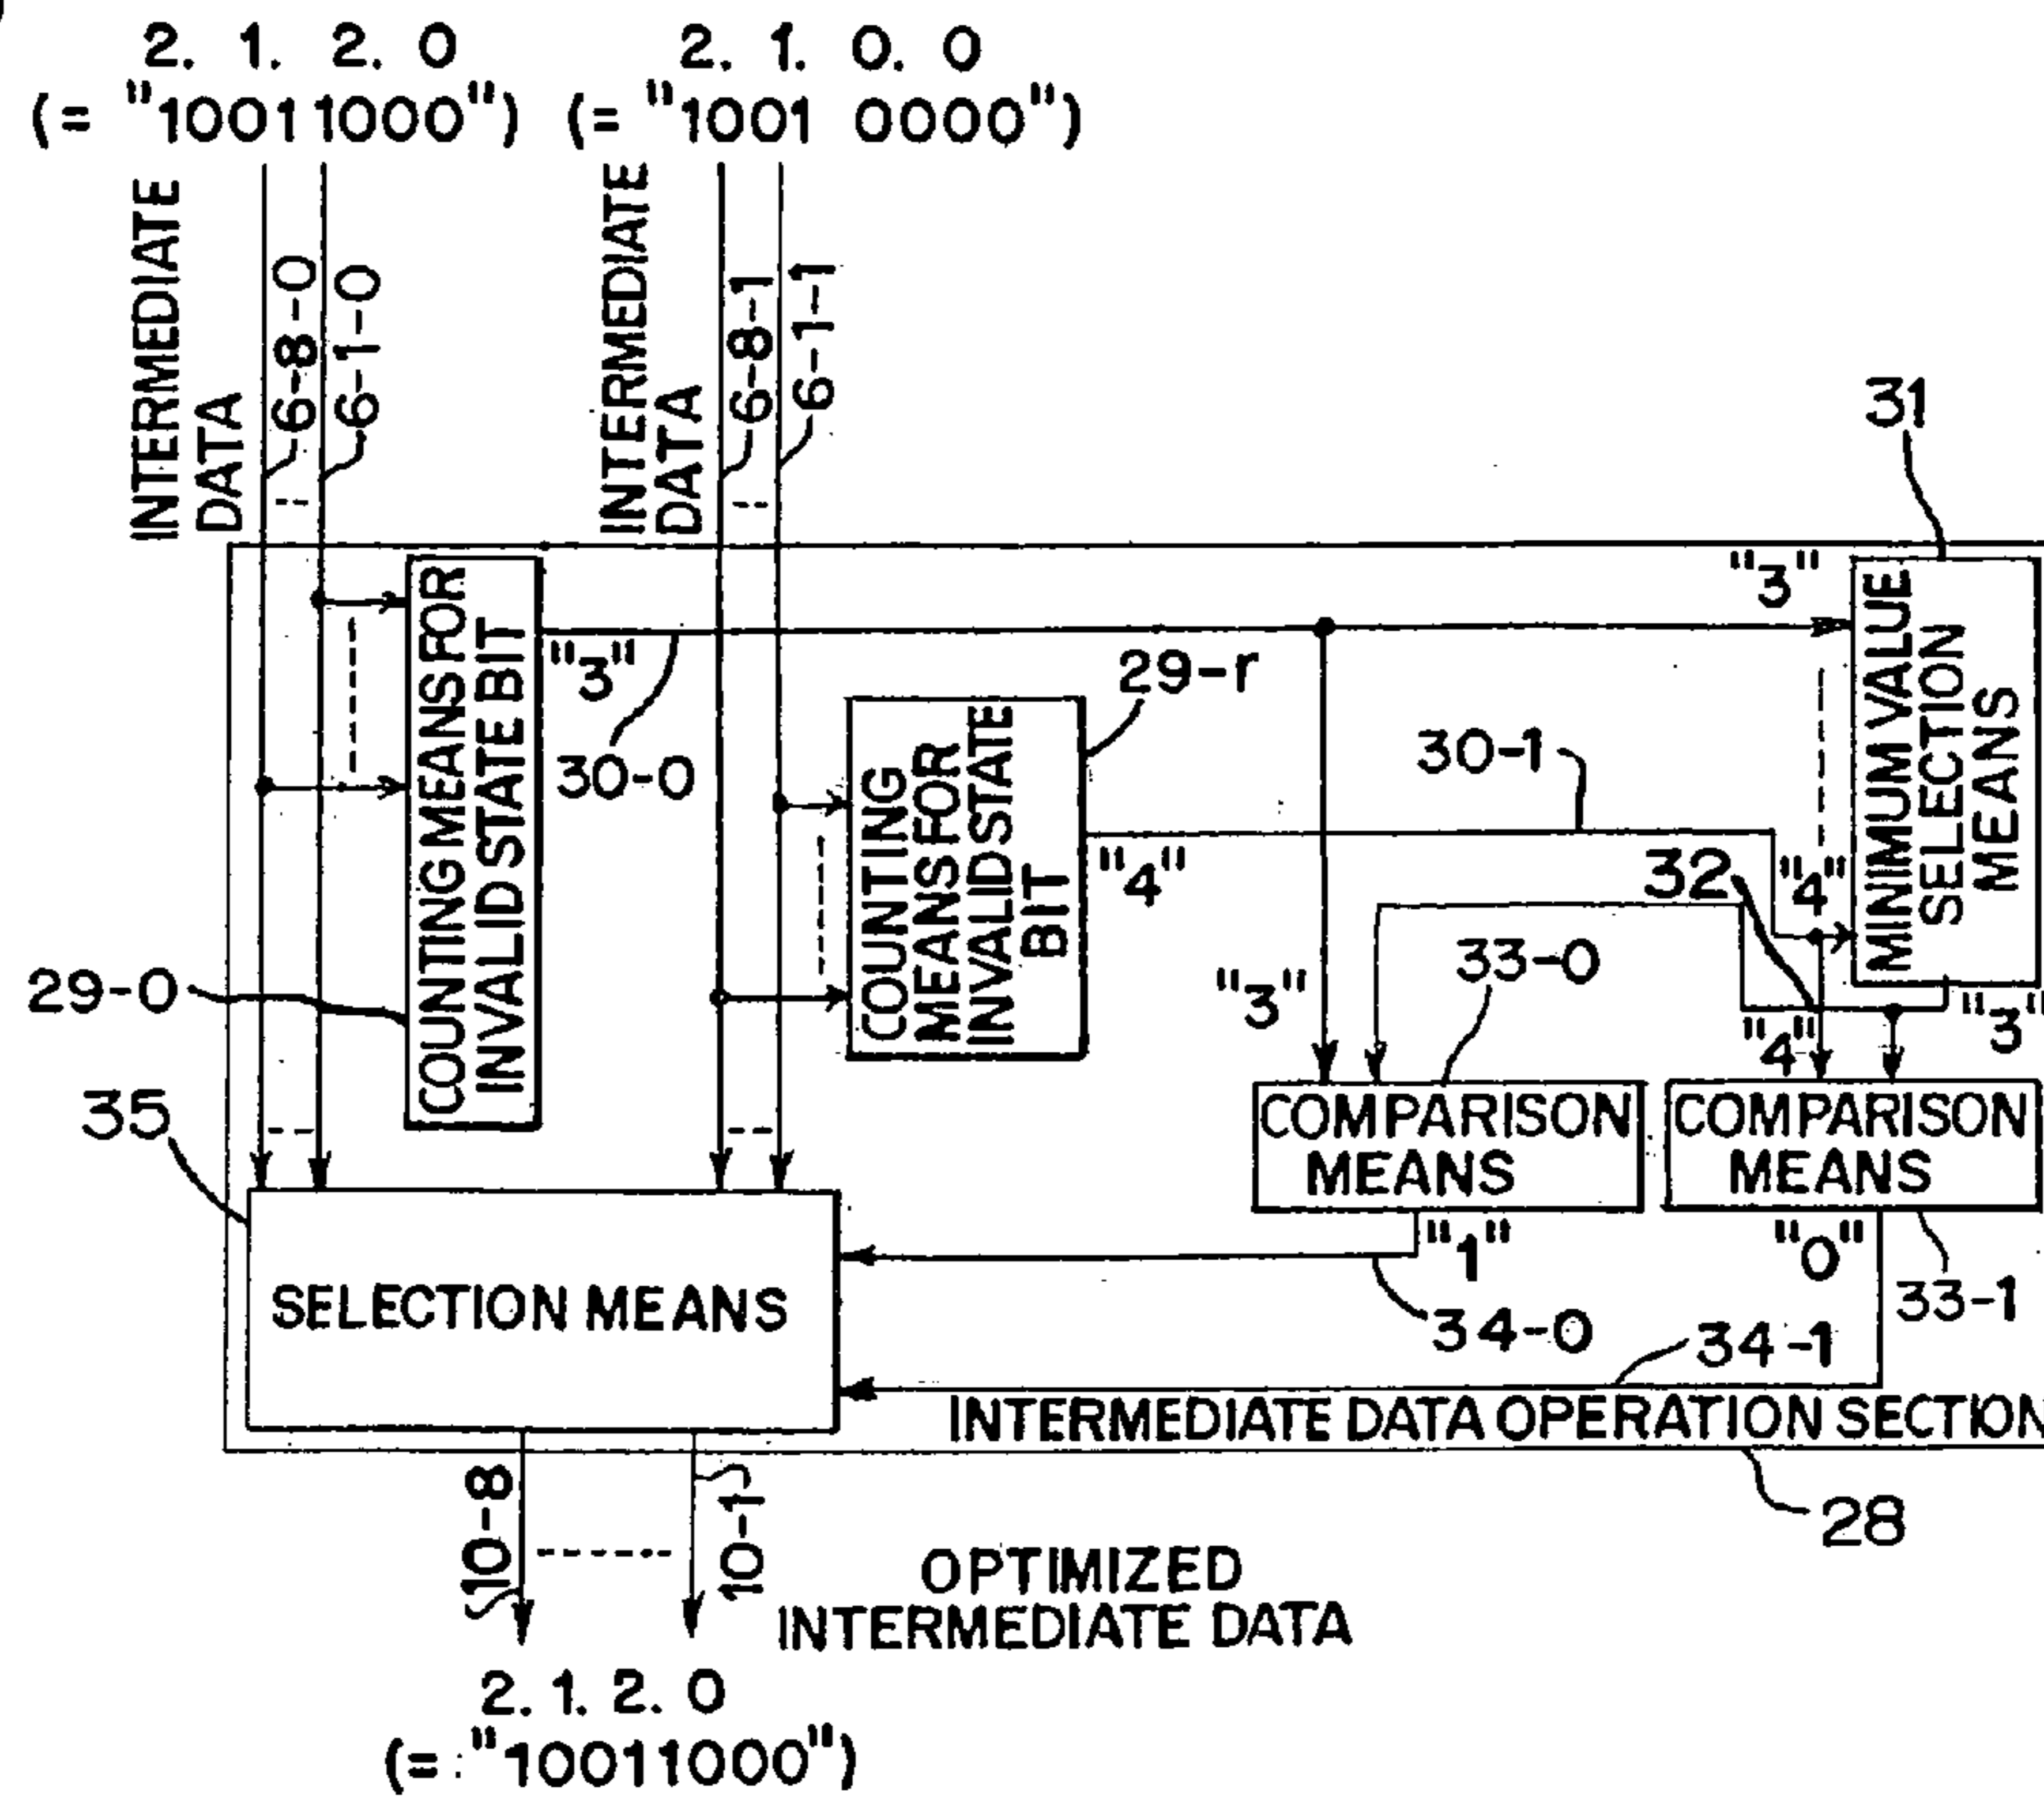 2. 1. 2. 0
(= "10011000")
2. 1. 0. 0
(= "1001 0000")
INTERMEDIATE
DATA
6-8-0
6-1-0
INTERMEDIATE
DATA
6-8-1
6-1-1
31
COUNTING MEANS FOR
INVALID STATE BIT
"3"
30-0
29-r
"3"
MINIMUM VALUE
SELECTION
MEANS
COUNTING
MEANS FOR
INVALID STATE
BIT
30-1
"4"
32
"4"
29-0
"3"
33-0
"4"
"3"
35
COMPARISON
MEANS
COMPARISON
MEANS
"1"
"0"
SELECTION MEANS
34-0
33-1
34-1
INTERMEDIATE DATA OPERATION SECTION
28
10-8
10-1
OPTIMIZED
INTERMEDIATE DATA
2. 1. 2. 0
(= "10011000")